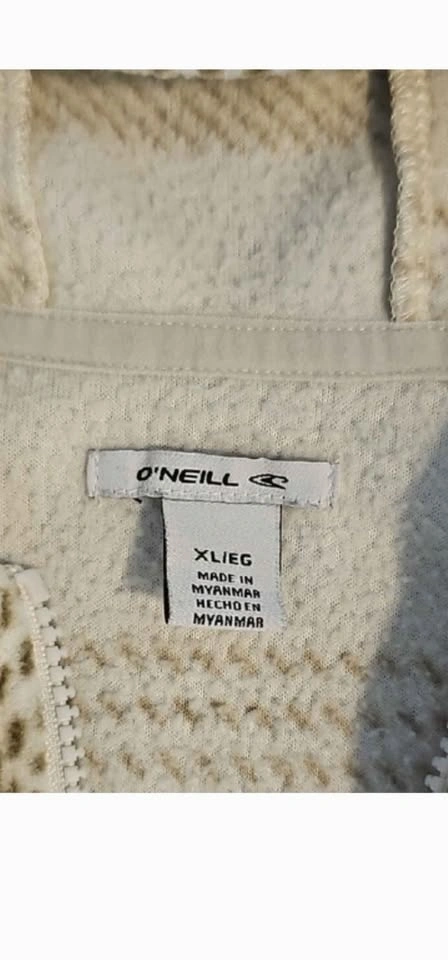 O'NEILL
XL/EG
MADE IN
MYANMAR
HECHO EN
MYANMAR